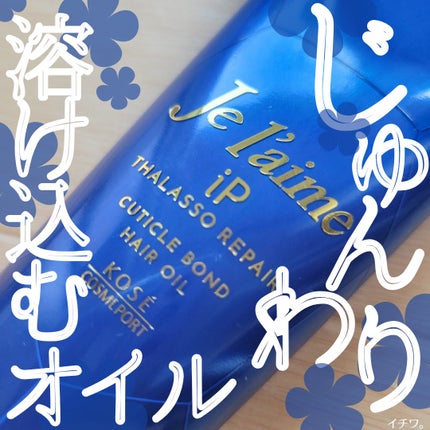 じゅんわり
溶け込む
オイル
Je l'aime
iP
THALASSO REPAIR
CUTICLE BOND
HAIR OIL
KOSÉ
COSMEPORT
イチワ。